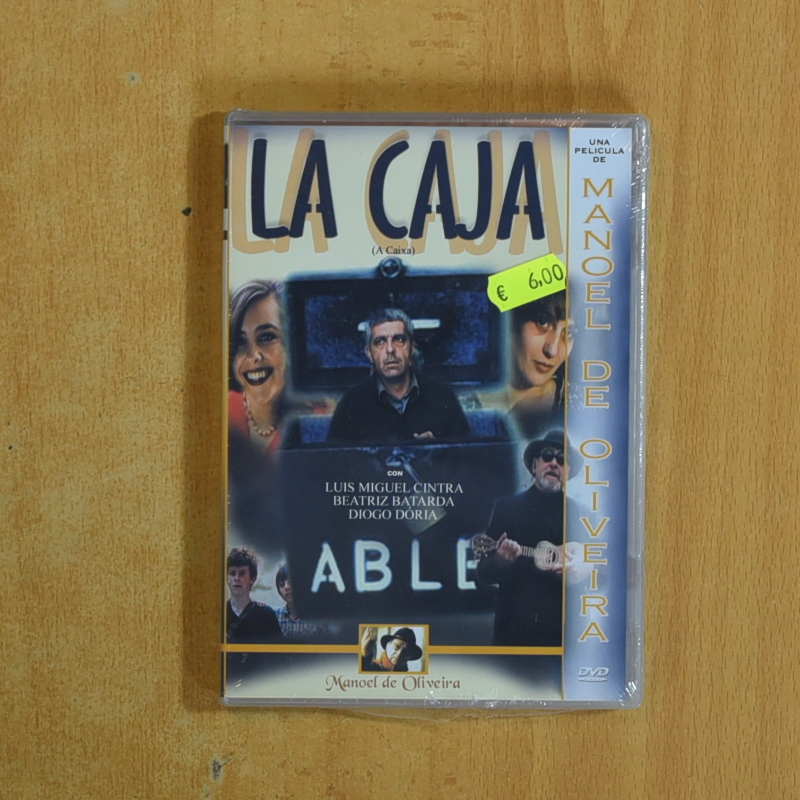 LA CAJA
(A Caixa)
€ 6,00
CON
LUIS MIGUEL CINTRA
BEATRIZ BATARDA
DIOGO DÓRIA
ABLE
Manoel de Oliveira
UNA
PELICULA
DE
MANOEL DE OLIVEIRA
DVD